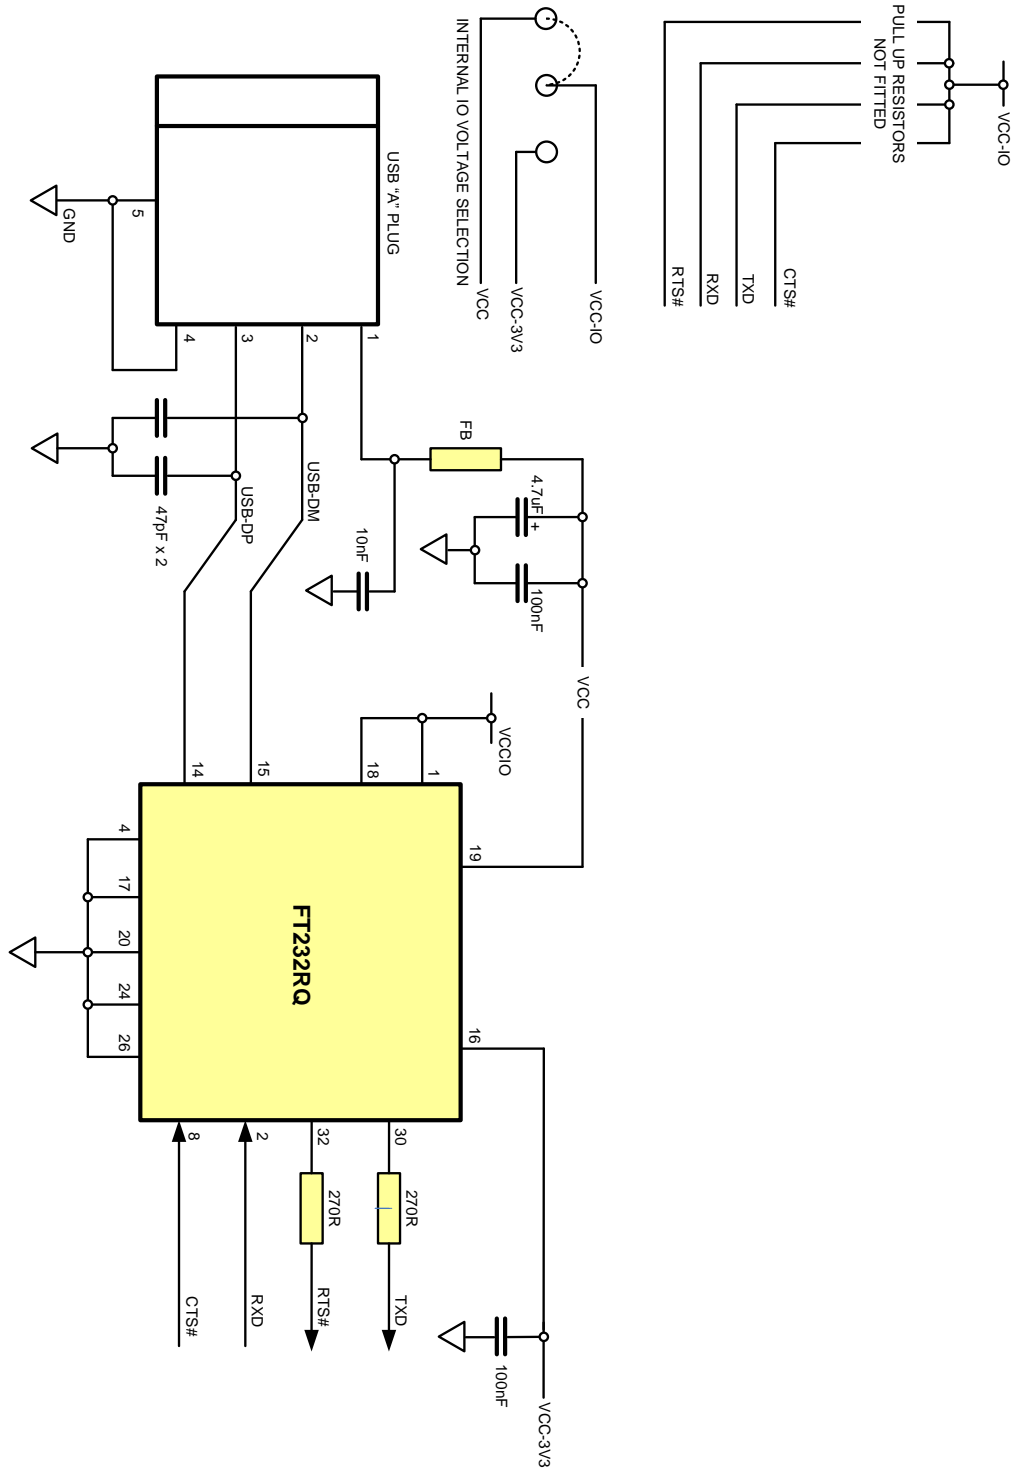 VCC-IO
PULL UP RESISTORS
NOT FITTED
CTS#
TXD
RXD
RTS#
INTERNAL IO VOLTAGE SELECTION
VCC-IO
VCC-3V3
VCC
USB "A" PLUG
5
GND
1
2
3
4
FB
4.7uF
+
100nF
10nF
USB-DM
USB-DP
47pF x 2
VCC
VCCIO
1
18
15
14
19
16
FT232RQ
4
17
20
24
26
30
32
2
8
270R
270R
TXD
RTS#
RXD
CTS#
100nF
VCC-3V3